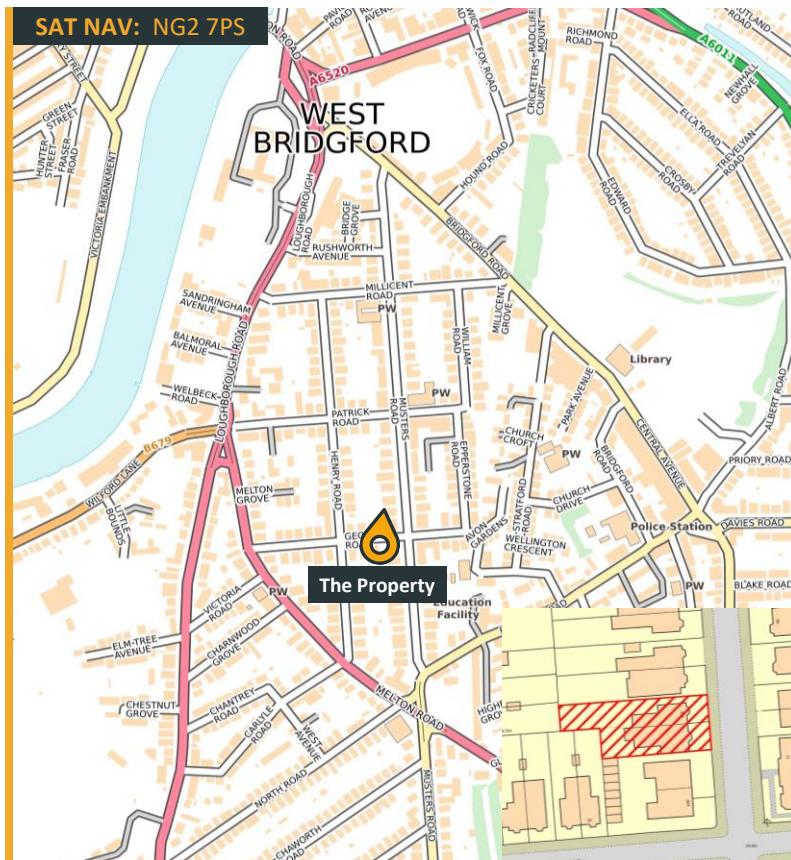 SAT NAV: NG2 7PS
A6520
WEST
BRIDGFORD
FOX ROAD
CRICKETERS
COURT
RADCLIFFE
MOUNT
RICHMOND
ROAD
A6011
NEWHALL
GROVE
ELLA ROAD
TREVELYAN
ROAD
CROSBY
ROAD
EDWARD
ROAD
HOUND ROAD
GREEN
STREET
HUNTER
STREET
FRASER
ROAD
VICTORIA EMBANKMENT
LOUGHBOROUGH
ROAD
BRIDGE
GROVE
RUSHWORTH
AVENUE
BRIDGFORD ROAD
SANDRINGHAM
AVENUE
MILLICENT
ROAD
PW
MILLICENT
GROVE
WILLIAM
ROAD
BALMORAL
AVENUE
LOUGHBOROUGH ROAD
WELBECK
ROAD
Library
PARK AVENUE
ALBERT ROAD
PATRICK
ROAD
MUSTERS
ROAD
PW
B679
WILFORD LANE
HENRY ROAD
EPPERSTONE
ROAD
CHURCH
CROFT
PW
BRIDGFORD
ROAD
CENTRAL AVENUE
PRIORY ROAD
LITTLE
BOUNDS
MELTON
GROVE
STRATFORD
ROAD
CHURCH
DRIVE
AVON
GARDENS
WELLINGTON
CRESCENT
Police Station
DAVIES ROAD
The Property
VICTORIA
ROAD
PW
PW
BLAKE ROAD
Education
Facility
ELM-TREE
AVENUE
CHARNWOOD
GROVE
CHESTNUT
GROVE
CHANTREY
ROAD
CARLYLE
ROAD
WEST
AVENUE
MELTON ROAD
NORTH ROAD
MUSTERS ROAD
CHAWORTH